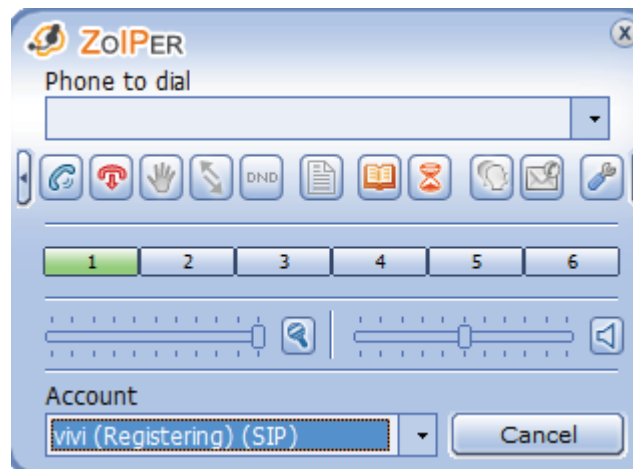 ZoIPER
Phone to dial
DND
1 2 3 4 5 6
Account
vivi (Registering) (SIP)
Cancel